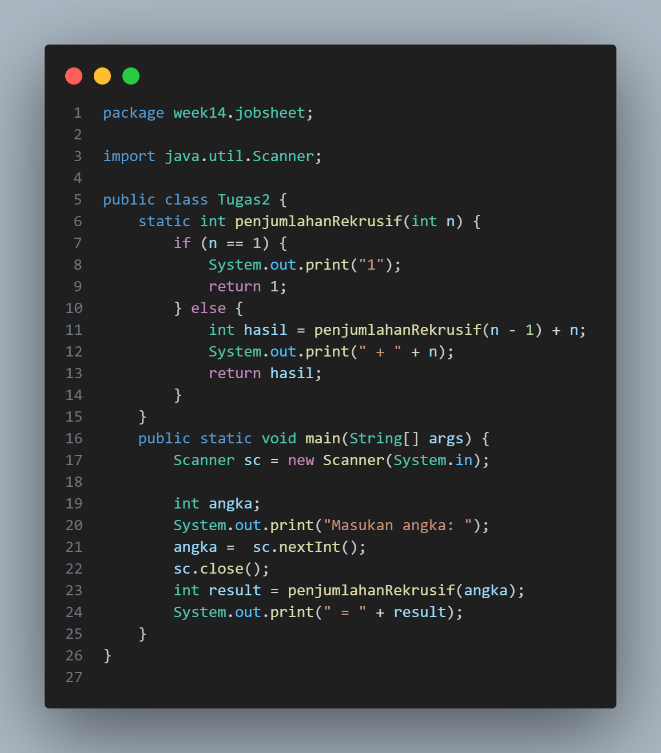 1 package week14.jobsheet;
2
3 import java.util.Scanner;
4
5 public class Tugas2 {
6     static int penjumlahanRekrusif(int n) {
7         if (n == 1) {
8             System.out.print("1");
9             return 1;
10         } else {
11             int hasil = penjumlahanRekrusif(n - 1) + n;
12             System.out.print(" + " + n);
13             return hasil;
14         }
15     }
16     public static void main(String[] args) {
17         Scanner sc = new Scanner(System.in);
18
19         int angka;
20         System.out.print("Masukan angka: ");
21         angka =  sc.nextInt();
22         sc.close();
23         int result = penjumlahanRekrusif(angka);
24         System.out.print(" = " + result);
25     }
26 }
27